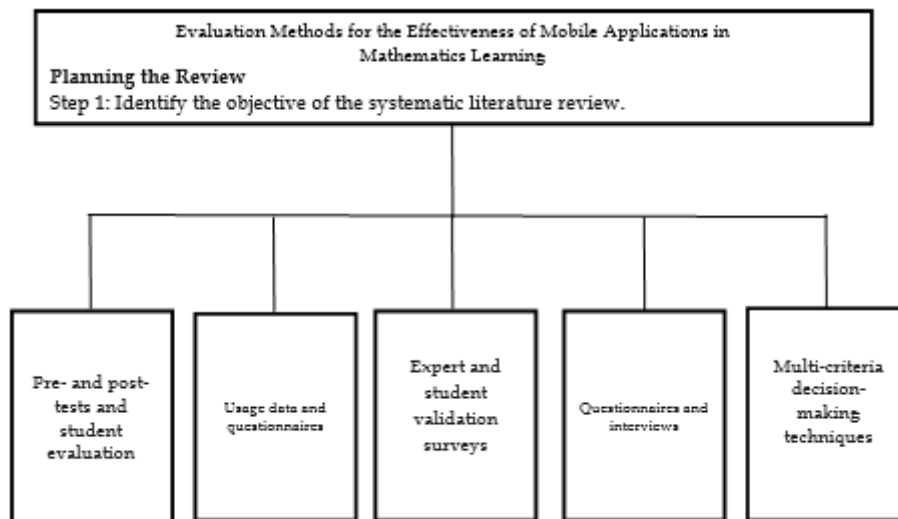 Evaluation Methods for the Effectiveness of Mobile Applications in
Mathematics Learning
Planning the Review
Step 1: Identify the objective of the systematic literature review.
Pre- and post-
tests and
student
evaluation
Usage data and
questionnaires
Expert and
student
validation
surveys
Questionnaires and
interviews
Multi-criteria
decision-
making
techniques